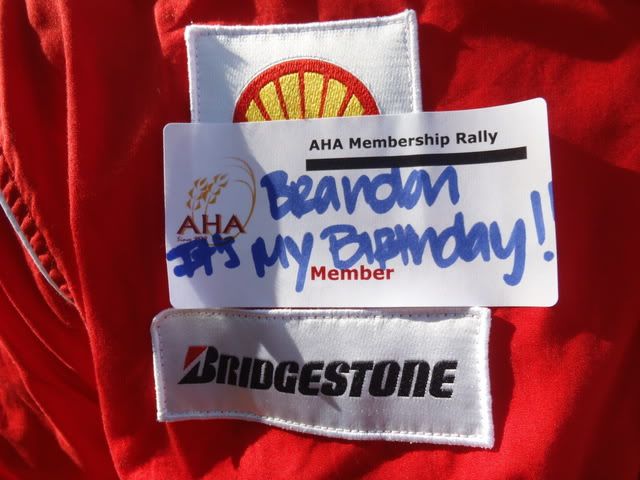 AHA Membership Rally
Brandon
AHA
It's My Birthday!!
Member
BRIDGESTONE